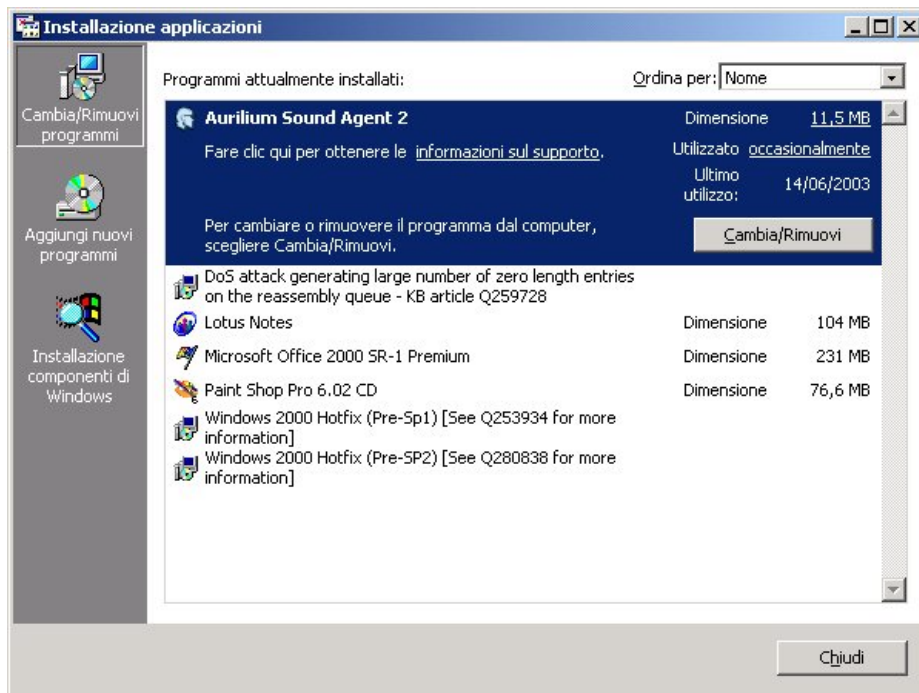 Installazione applicazioni
Cambia/Rimuovi
programmi
Aggiungi nuovi
programmi
Installazione
componenti di
Windows
Programmi attualmente installati:
Ordina per: Nome
Aurilium Sound Agent 2
Dimensione 11,5 MB
Fare clic qui per ottenere le informazioni sul supporto.
Utilizzato occasionalmente
Ultimo
utilizzo: 14/06/2003
Per cambiare o rimuovere il programma dal computer,
scegliere Cambia/Rimuovi.
Cambia/Rimuovi
DoS attack generating large number of zero length entries
on the reassembly queue - KB article Q259728
Lotus Notes Dimensione 104 MB
Microsoft Office 2000 SR-1 Premium Dimensione 231 MB
Paint Shop Pro 6.02 CD Dimensione 76,6 MB
Windows 2000 Hotfix (Pre-Sp1) [See Q253934 for more
information]
Windows 2000 Hotfix (Pre-SP2) [See Q280838 for more
information]
Chiudi